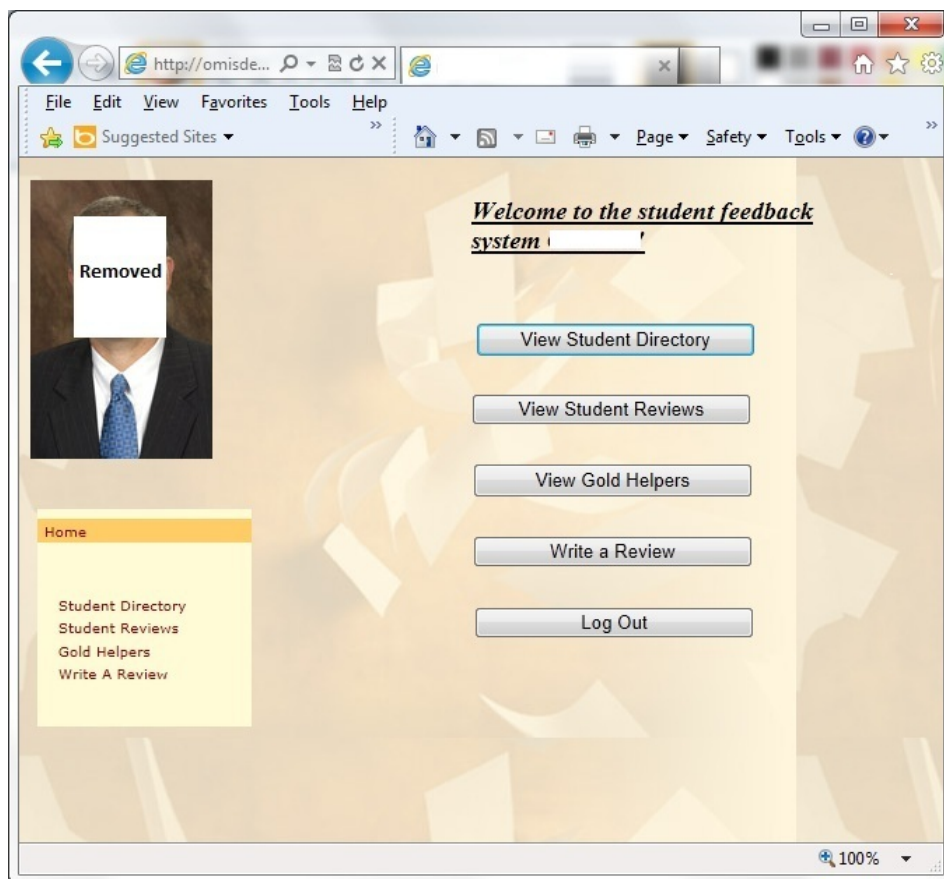 http://omisde...
File Edit View Favorites Tools Help
Suggested Sites
Page Safety Tools
Removed
Welcome to the student feedback
system
View Student Directory
View Student Reviews
View Gold Helpers
Write a Review
Log Out
Home
Student Directory
Student Reviews
Gold Helpers
Write A Review
100%